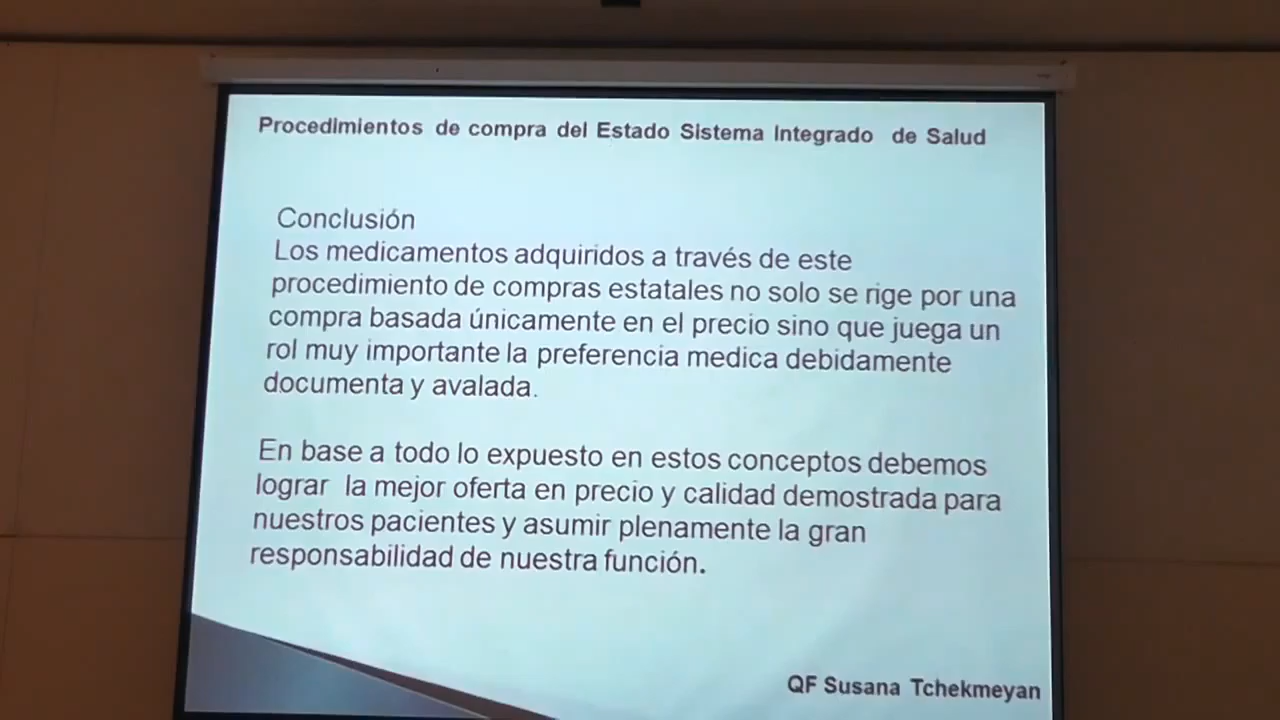 Procedimientos de compra del Estado Sistema Integrado de Salud
Conclusión
Los medicamentos adquiridos a través de este
procedimiento de compras estatales no solo se rige por una
compra basada únicamente en el precio sino que juega un
rol muy importante la preferencia medica debidamente
documenta y avalada.
En base a todo lo expuesto en estos conceptos debemos
lograr la mejor oferta en precio y calidad demostrada para
nuestros pacientes y asumir plenamente la gran
responsabilidad de nuestra función.
QF Susana Tchekmeyan